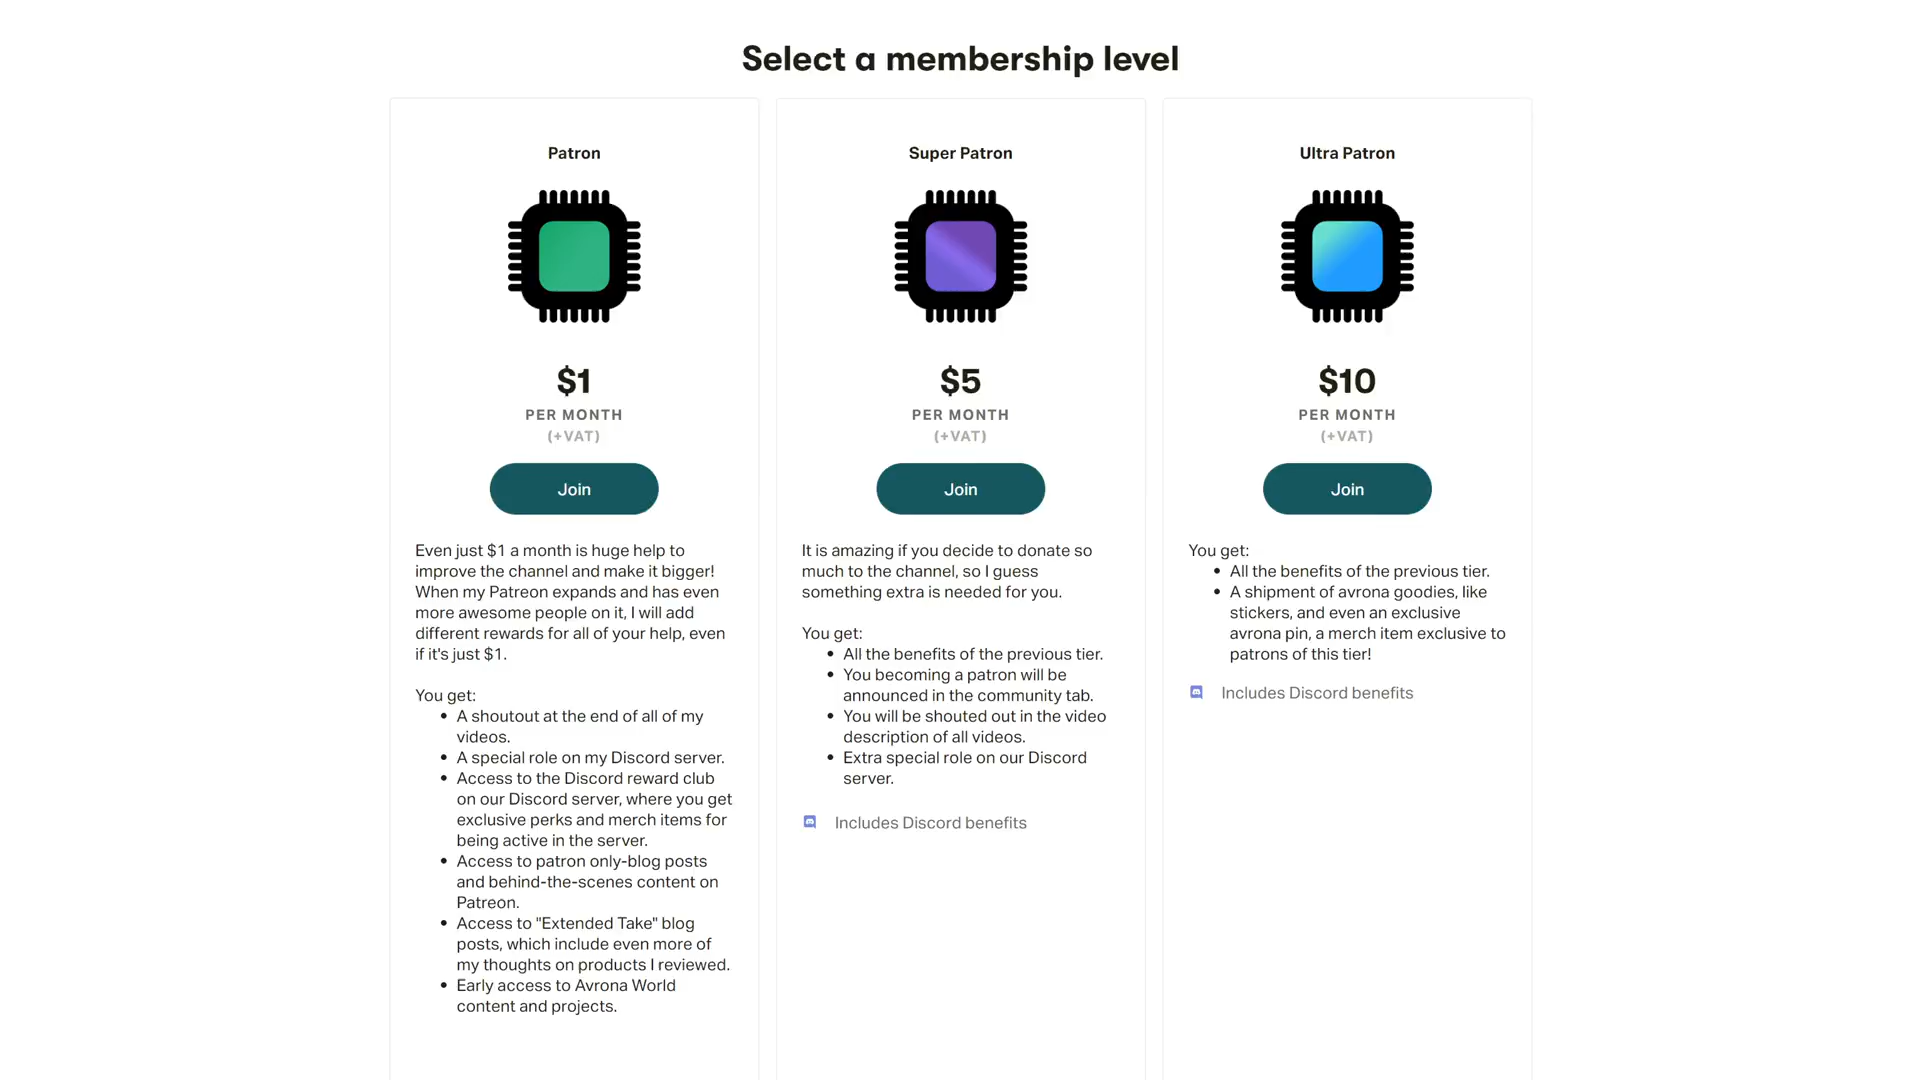 Select a membership level
Patron
$1
PER MONTH
(+VAT)
Join
Even just $1 a month is huge help to
improve the channel and make it bigger!
When my Patreon expands and has even
more awesome people on it, I will add
different rewards for all of your help, even
if it's just $1.
You get:
A shoutout at the end of all of my
videos.
A special role on my Discord server.
Access to the Discord reward club
on our Discord server, where you get
exclusive perks and merch items for
being active in the server.
Access to patron only-blog posts
and behind-the-scenes content on
Patreon.
Access to "Extended Take" blog
posts, which include even more of
my thoughts on products I reviewed.
Early access to Avrona World
content and projects.
Super Patron
$5
PER MONTH
(+VAT)
Join
It is amazing if you decide to donate so
much to the channel, so I guess
something extra is needed for you.
You get:
All the benefits of the previous tier.
You becoming a patron will be
announced in the community tab.
You will be shouted out in the video
description of all videos.
Extra special role on our Discord
server.
Includes Discord benefits
Ultra Patron
$10
PER MONTH
(+VAT)
Join
You get:
All the benefits of the previous tier.
A shipment of avrona goodies, like
stickers, and even an exclusive
avrona pin, a merch item exclusive to
patrons of this tier!
Includes Discord benefits